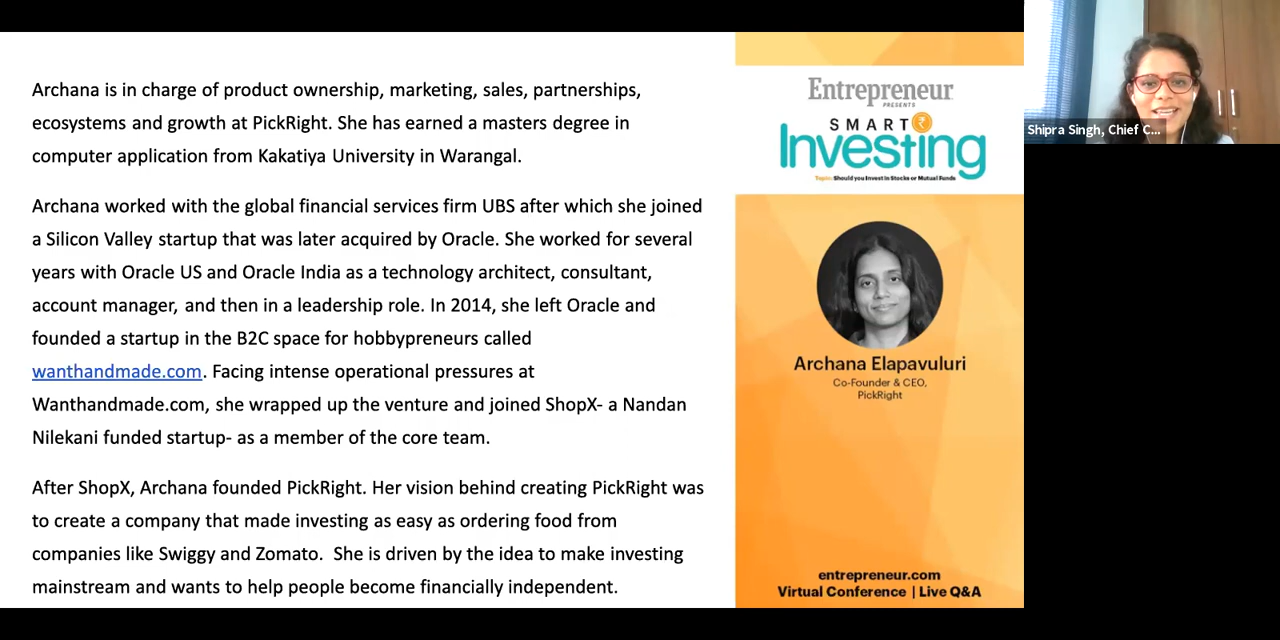 Archana is in charge of product ownership, marketing, sales, partnerships,
ecosystems and growth at PickRight. She has earned a masters degree in
computer application from Kakatiya University in Warangal.
Archana worked with the global financial services firm UBS after which she joined
a Silicon Valley startup that was later acquired by Oracle. She worked for several
years with Oracle US and Oracle India as a technology architect, consultant,
account manager, and then in a leadership role. In 2014, she left Oracle and
founded a startup in the B2C space for hobbypreneurs called
wanthandmade.com. Facing intense operational pressures at
Wanthandmade.com, she wrapped up the venture and joined ShopX- a Nandan
Nilekani funded startup- as a member of the core team.
After ShopX, Archana founded PickRight. Her vision behind creating PickRight was
to create a company that made investing as easy as ordering food from
companies like Swiggy and Zomato.  She is driven by the idea to make investing
mainstream and wants to help people become financially independent.
Entrepreneur
PRESENTS
SMART ₹
Investing
Topic: Should you Invest in Stocks or Mutual Funds
Archana Elapavuluri
Co-Founder & CEO,
PickRight
entrepreneur.com
Virtual Conference | Live Q&A
Shipra Singh, Chief C...